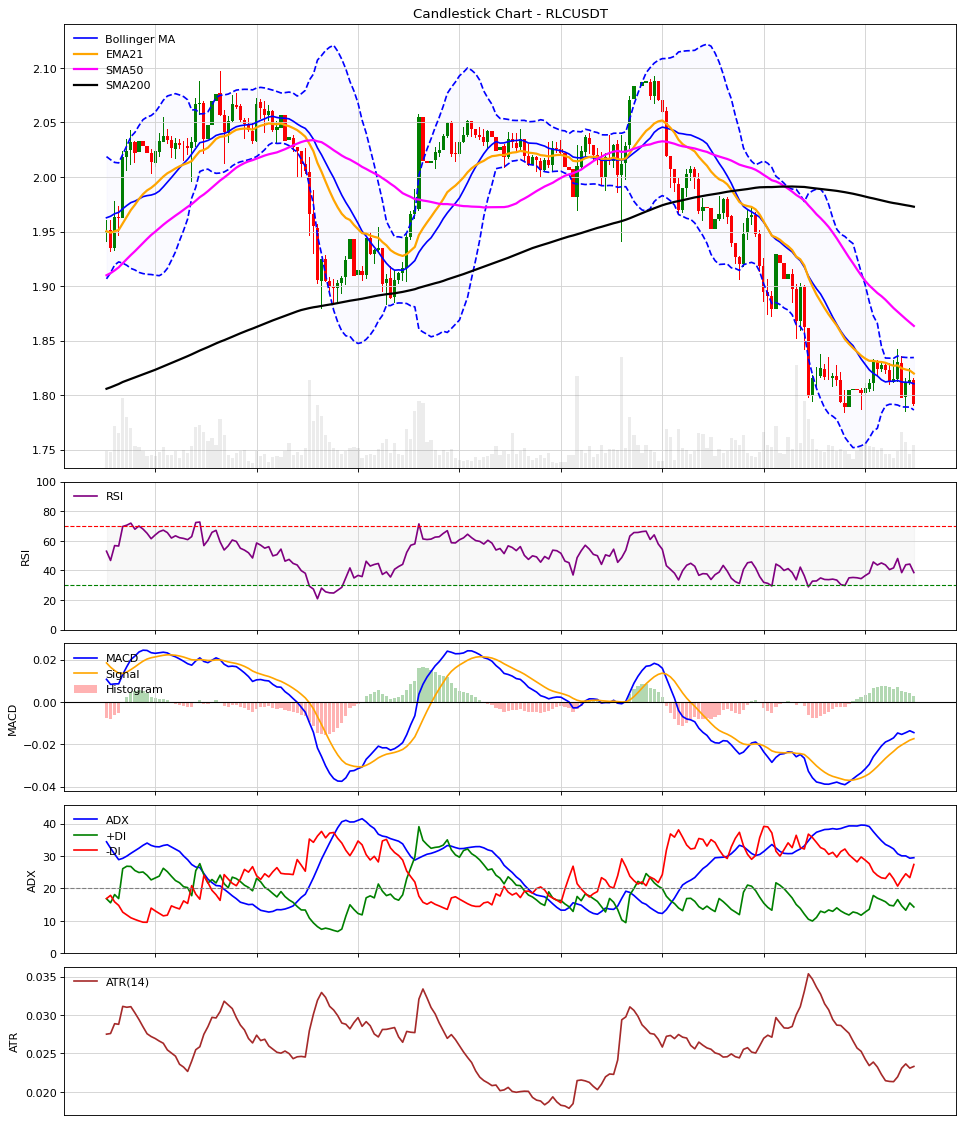 Candlestick Chart - RLCUSDT
Bollinger MA
EMA21
SMA50
SMA200
2.10
2.05
2.00
1.95
1.90
1.85
1.80
1.75
RSI
RSI
100
80
60
40
20
0
MACD
Signal
Histogram
MACD
0.02
0.00
−0.02
−0.04
ADX
+DI
-DI
ADX
40
30
20
10
0
ATR(14)
ATR
0.035
0.030
0.025
0.020